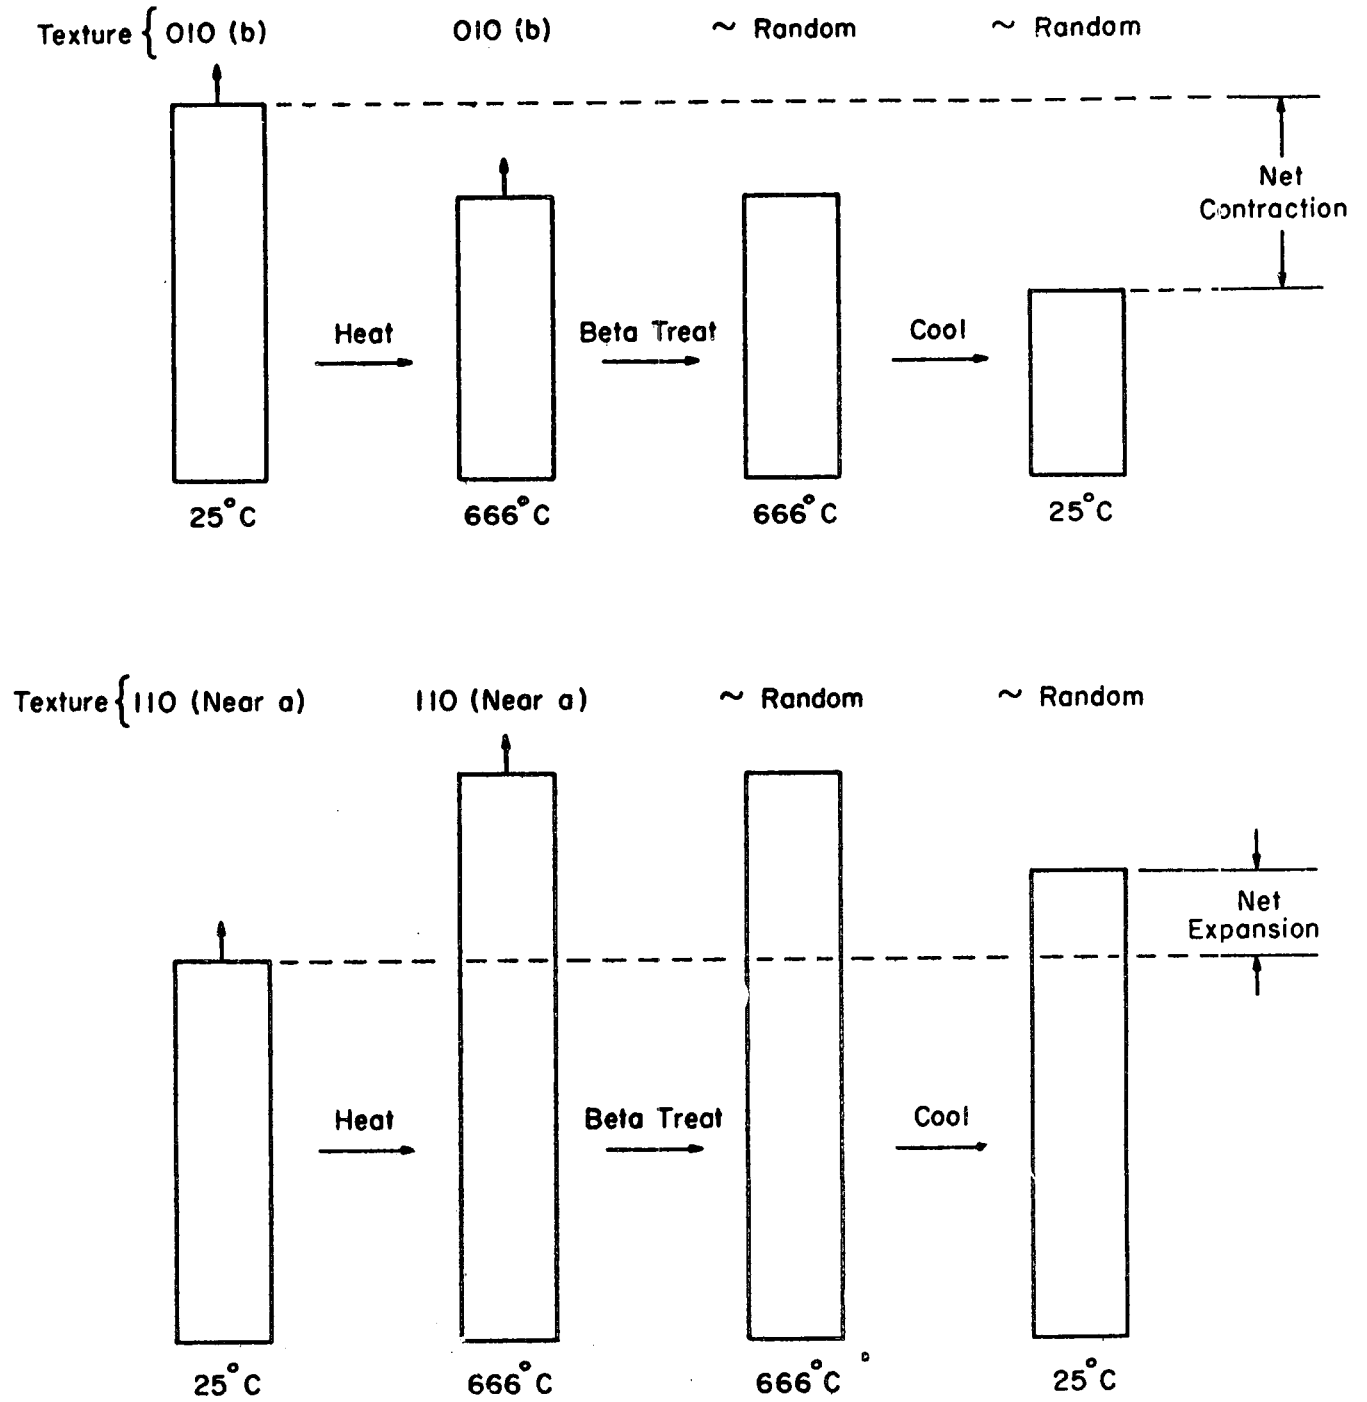 Texture { 010 (b) 010 (b) ~ Random ~ Random
Net
Contraction
Heat Beta Treat Cool
25°C 666°C 666°C 25°C
Texture { 110 (Near a) 110 (Near a) ~ Random ~ Random
Net
Expansion
Heat Beta Treat Cool
25°C 666°C 666°C 25°C